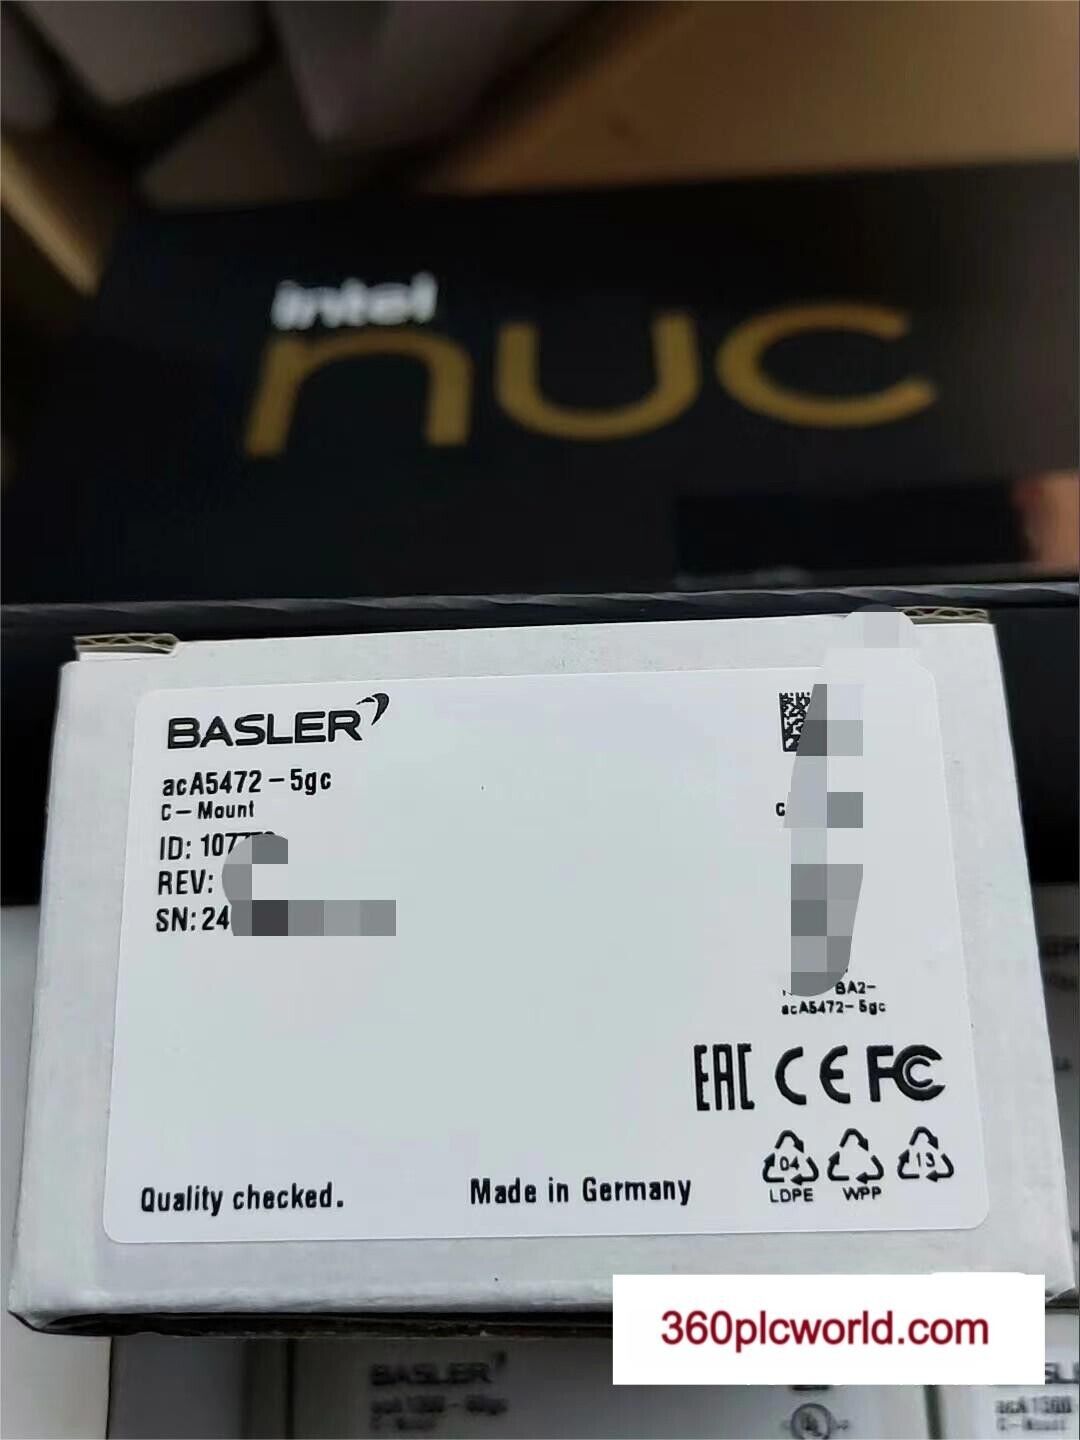 intel
nuc
BASLER
acA5472-5gc
C-Mount
ID: 107
REV:
SN: 24
BA2-
acA5472-5gc
EAC CE FC
04
13
LDPE
WPP
Quality checked.
Made in Germany
360plcworld.com
BASLER